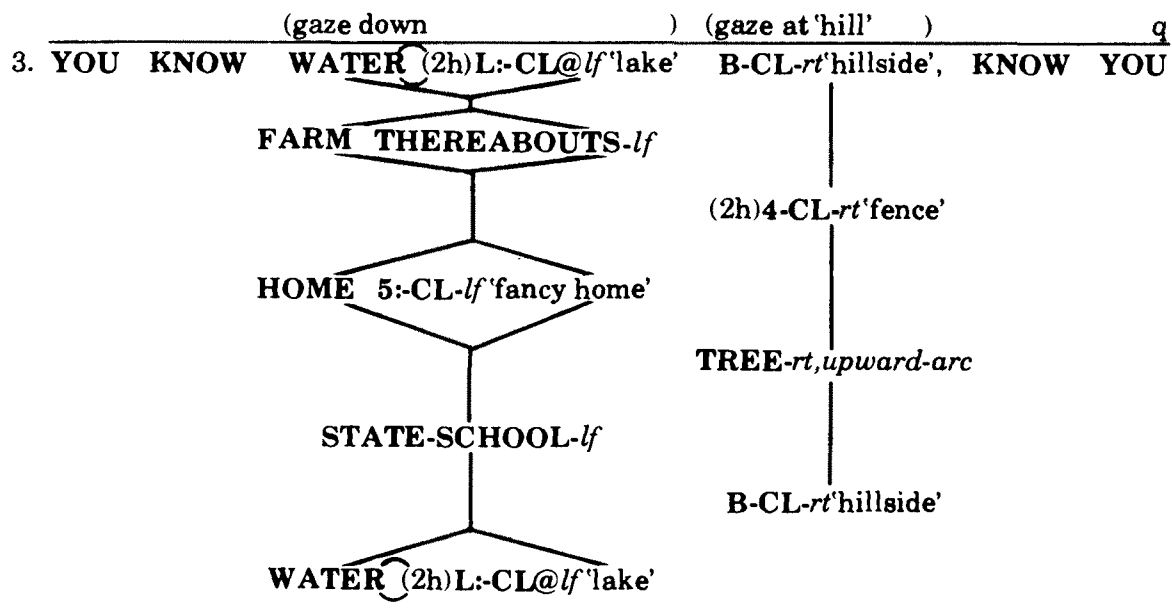 (gaze down ) (gaze at 'hill' ) q
3. YOU KNOW WATER (2h)L:-CL@lf 'lake' B-CL-rt 'hillside', KNOW YOU
FARM THEREABOUTS-lf
(2h)4-CL-rt 'fence'
HOME 5:-CL-lf 'fancy home'
TREE-rt,upward-arc
STATE-SCHOOL-lf
B-CL-rt 'hillside'
WATER (2h)L:-CL@lf 'lake'